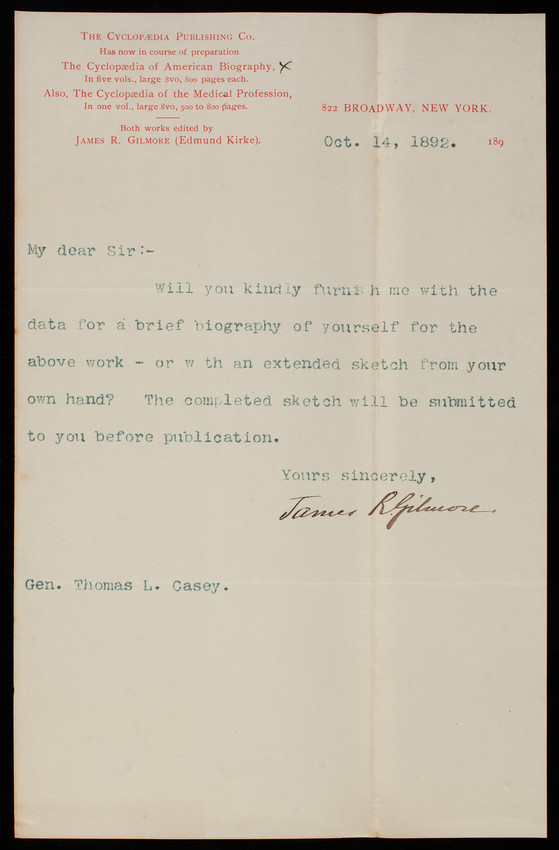 THE CYCLOPÆDIA PUBLISHING CO.
Has now in course of preparation
The Cyclopædia of American Biography, X
In five vols., large 8vo, 800 pages each.
Also, The Cyclopædia of the Medical Profession,
In one vol., large 8vo, 500 to 800 pages.
Both works edited by
JAMES R. GILMORE (Edmund Kirke).
822 BROADWAY, NEW YORK.
Oct. 14, 1892. 189
My dear Sir:-
Will you kindly furnish me with the
data for a brief biography of yourself for the
above work - or w th an extended sketch from your
own hand? The completed sketch will be submitted
to you before publication.
Yours sincerely,
James R. Gilmore.
Gen. Thomas L. Casey.